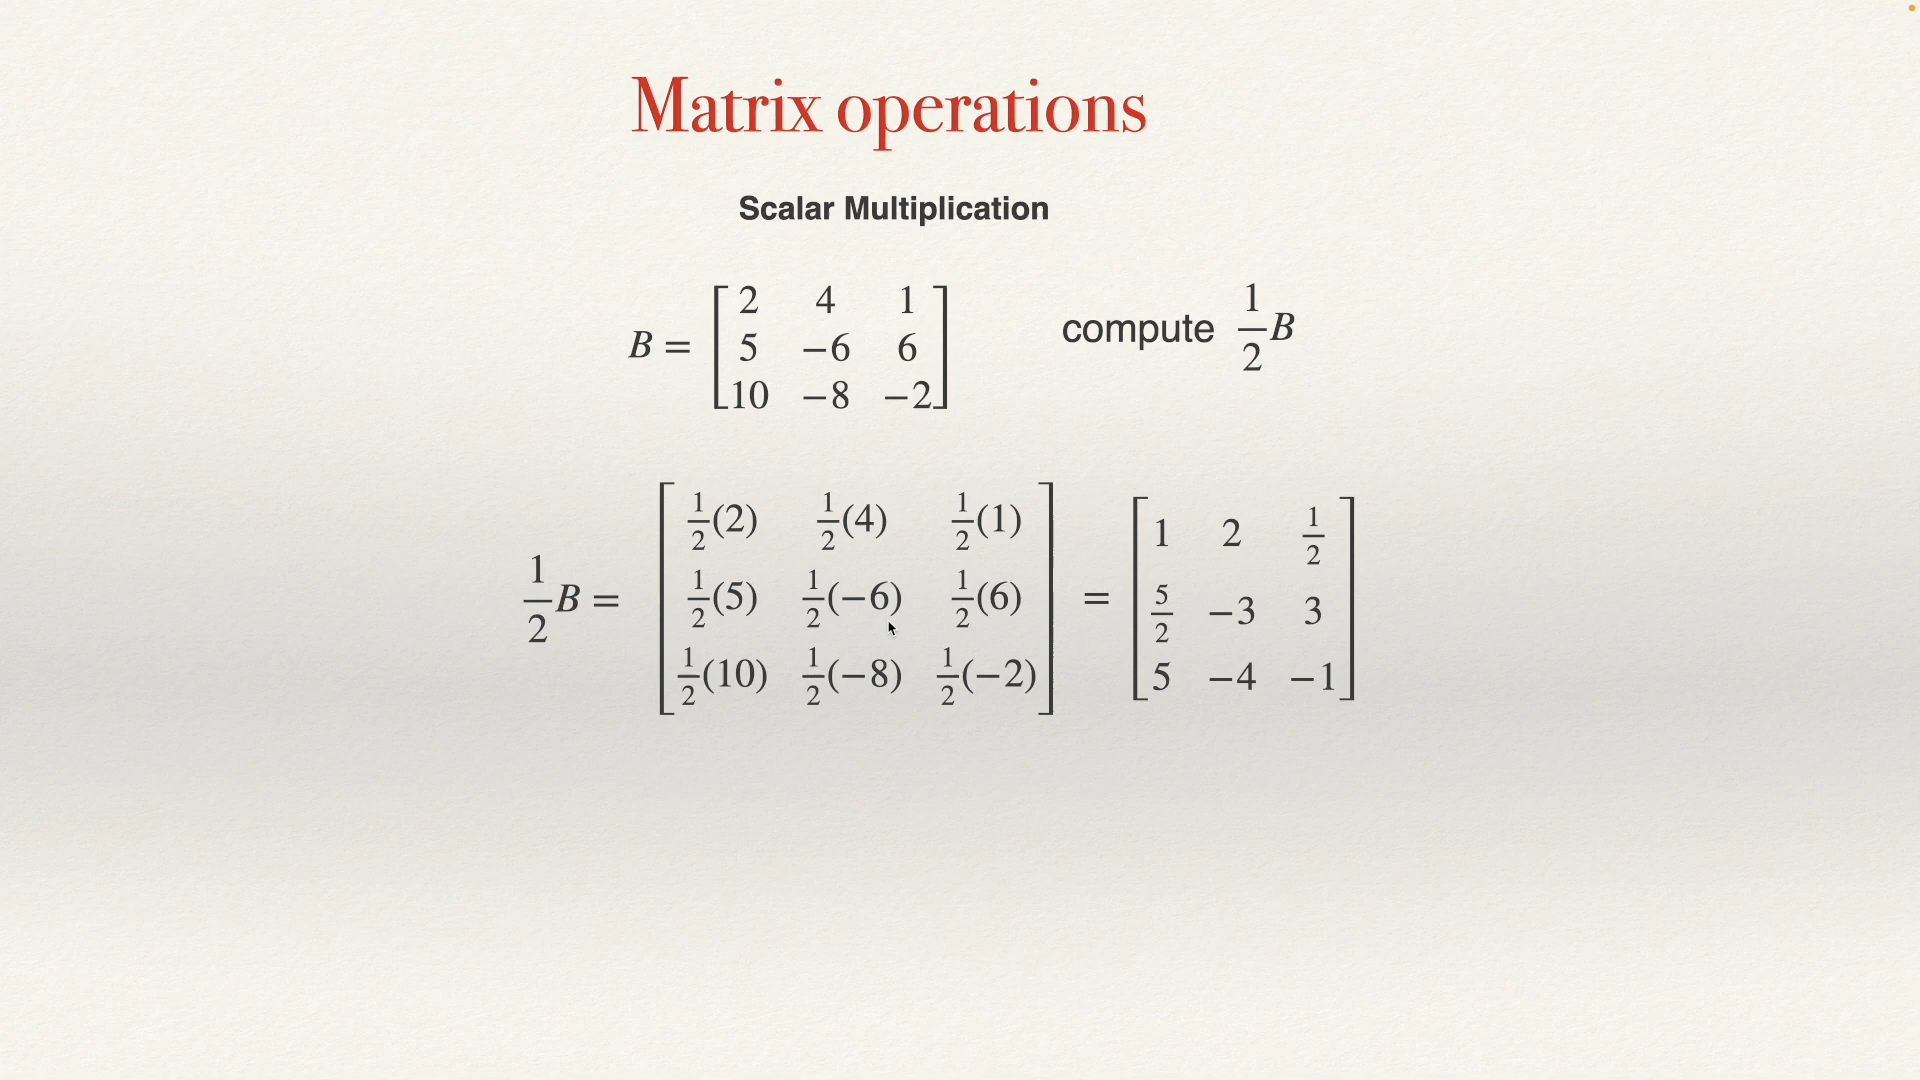 Matrix operations
Scalar Multiplication
B = [2 4 1; 5 −6 6; 10 −8 −2] compute 1/2 B
1/2 B = [1/2(2) 1/2(4) 1/2(1); 1/2(5) 1/2(−6) 1/2(6); 1/2(10) 1/2(−8) 1/2(−2)] = [1 2 1/2; 5/2 −3 3; 5 −4 −1]